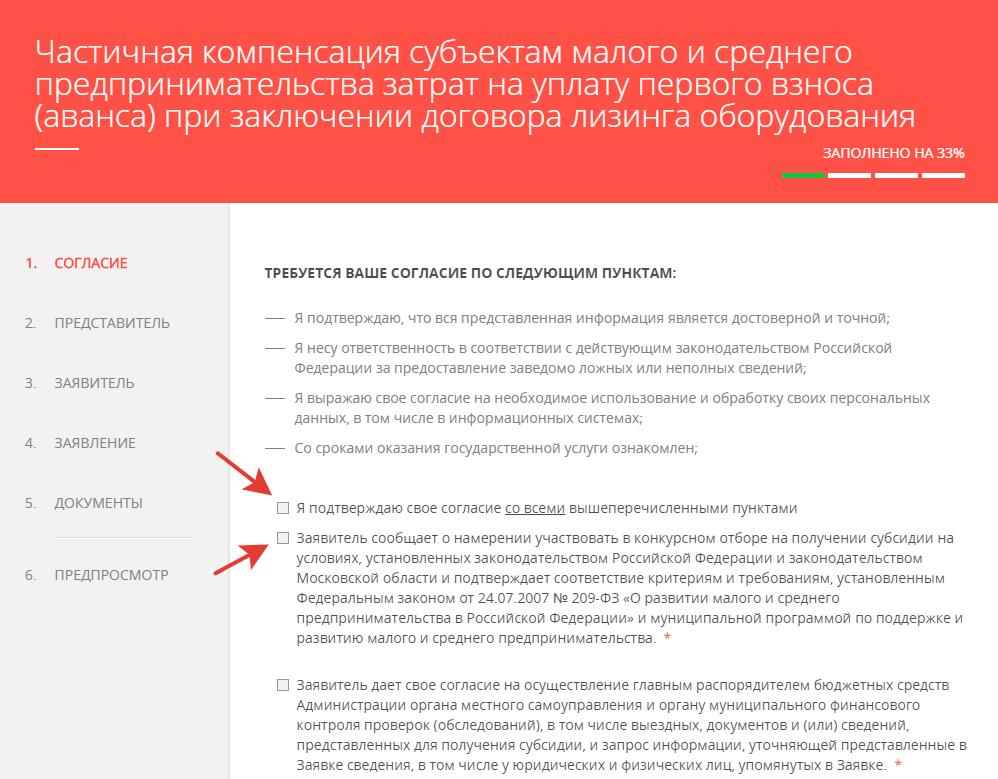 Частичная компенсация субъектам малого и среднего
предпринимательства затрат на уплату первого взноса
(аванса) при заключении договора лизинга оборудования
ЗАПОЛНЕНО НА 33%
1. СОГЛАСИЕ
2. ПРЕДСТАВИТЕЛЬ
3. ЗАЯВИТЕЛЬ
4. ЗАЯВЛЕНИЕ
5. ДОКУМЕНТЫ
6. ПРЕДПРОСМОТР
ТРЕБУЕТСЯ ВАШЕ СОГЛАСИЕ ПО СЛЕДУЮЩИМ ПУНКТАМ:
Я подтверждаю, что вся представленная информация является достоверной и точной;
Я несу ответственность в соответствии с действующим законодательством Российской
Федерации за предоставление заведомо ложных или неполных сведений;
Я выражаю свое согласие на необходимое использование и обработку своих персональных
данных, в том числе в информационных системах;
Со сроками оказания государственной услуги ознакомлен;
Я подтверждаю свое согласие со всеми вышеперечисленными пунктами
Заявитель сообщает о намерении участвовать в конкурсном отборе на получении субсидии на
условиях, установленных законодательством Российской Федерации и законодательством
Московской области и подтверждает соответствие критериям и требованиям, установленным
Федеральным законом от 24.07.2007 № 209-ФЗ «О развитии малого и среднего
предпринимательства в Российской Федерации» и муниципальной программой по поддержке и
развитию малого и среднего предпринимательства. *
Заявитель дает свое согласие на осуществление главным распорядителем бюджетных средств
Администрации органа местного самоуправления и органу муниципального финансового
контроля проверок (обследований), в том числе выездных, документов и (или) сведений,
представленных для получения субсидии, и запрос информации, уточняющей представленные в
Заявке сведения, в том числе у юридических и физических лиц, упомянутых в Заявке. *